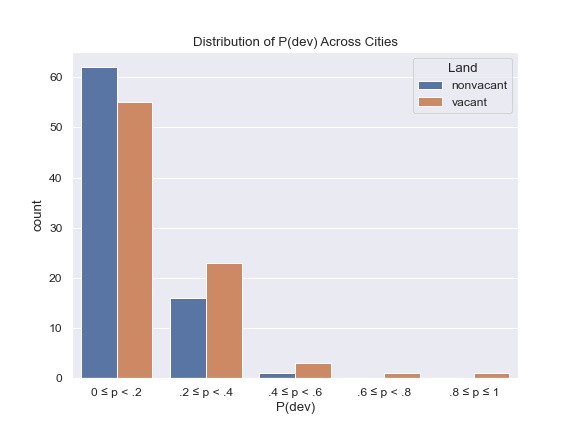 Distribution of P(dev) Across Cities
Land
nonvacant
vacant
count
60
50
40
30
20
10
0
0 ≤ p < .2
.2 ≤ p < .4
.4 ≤ p < .6
.6 ≤ p < .8
.8 ≤ p ≤ 1
P(dev)